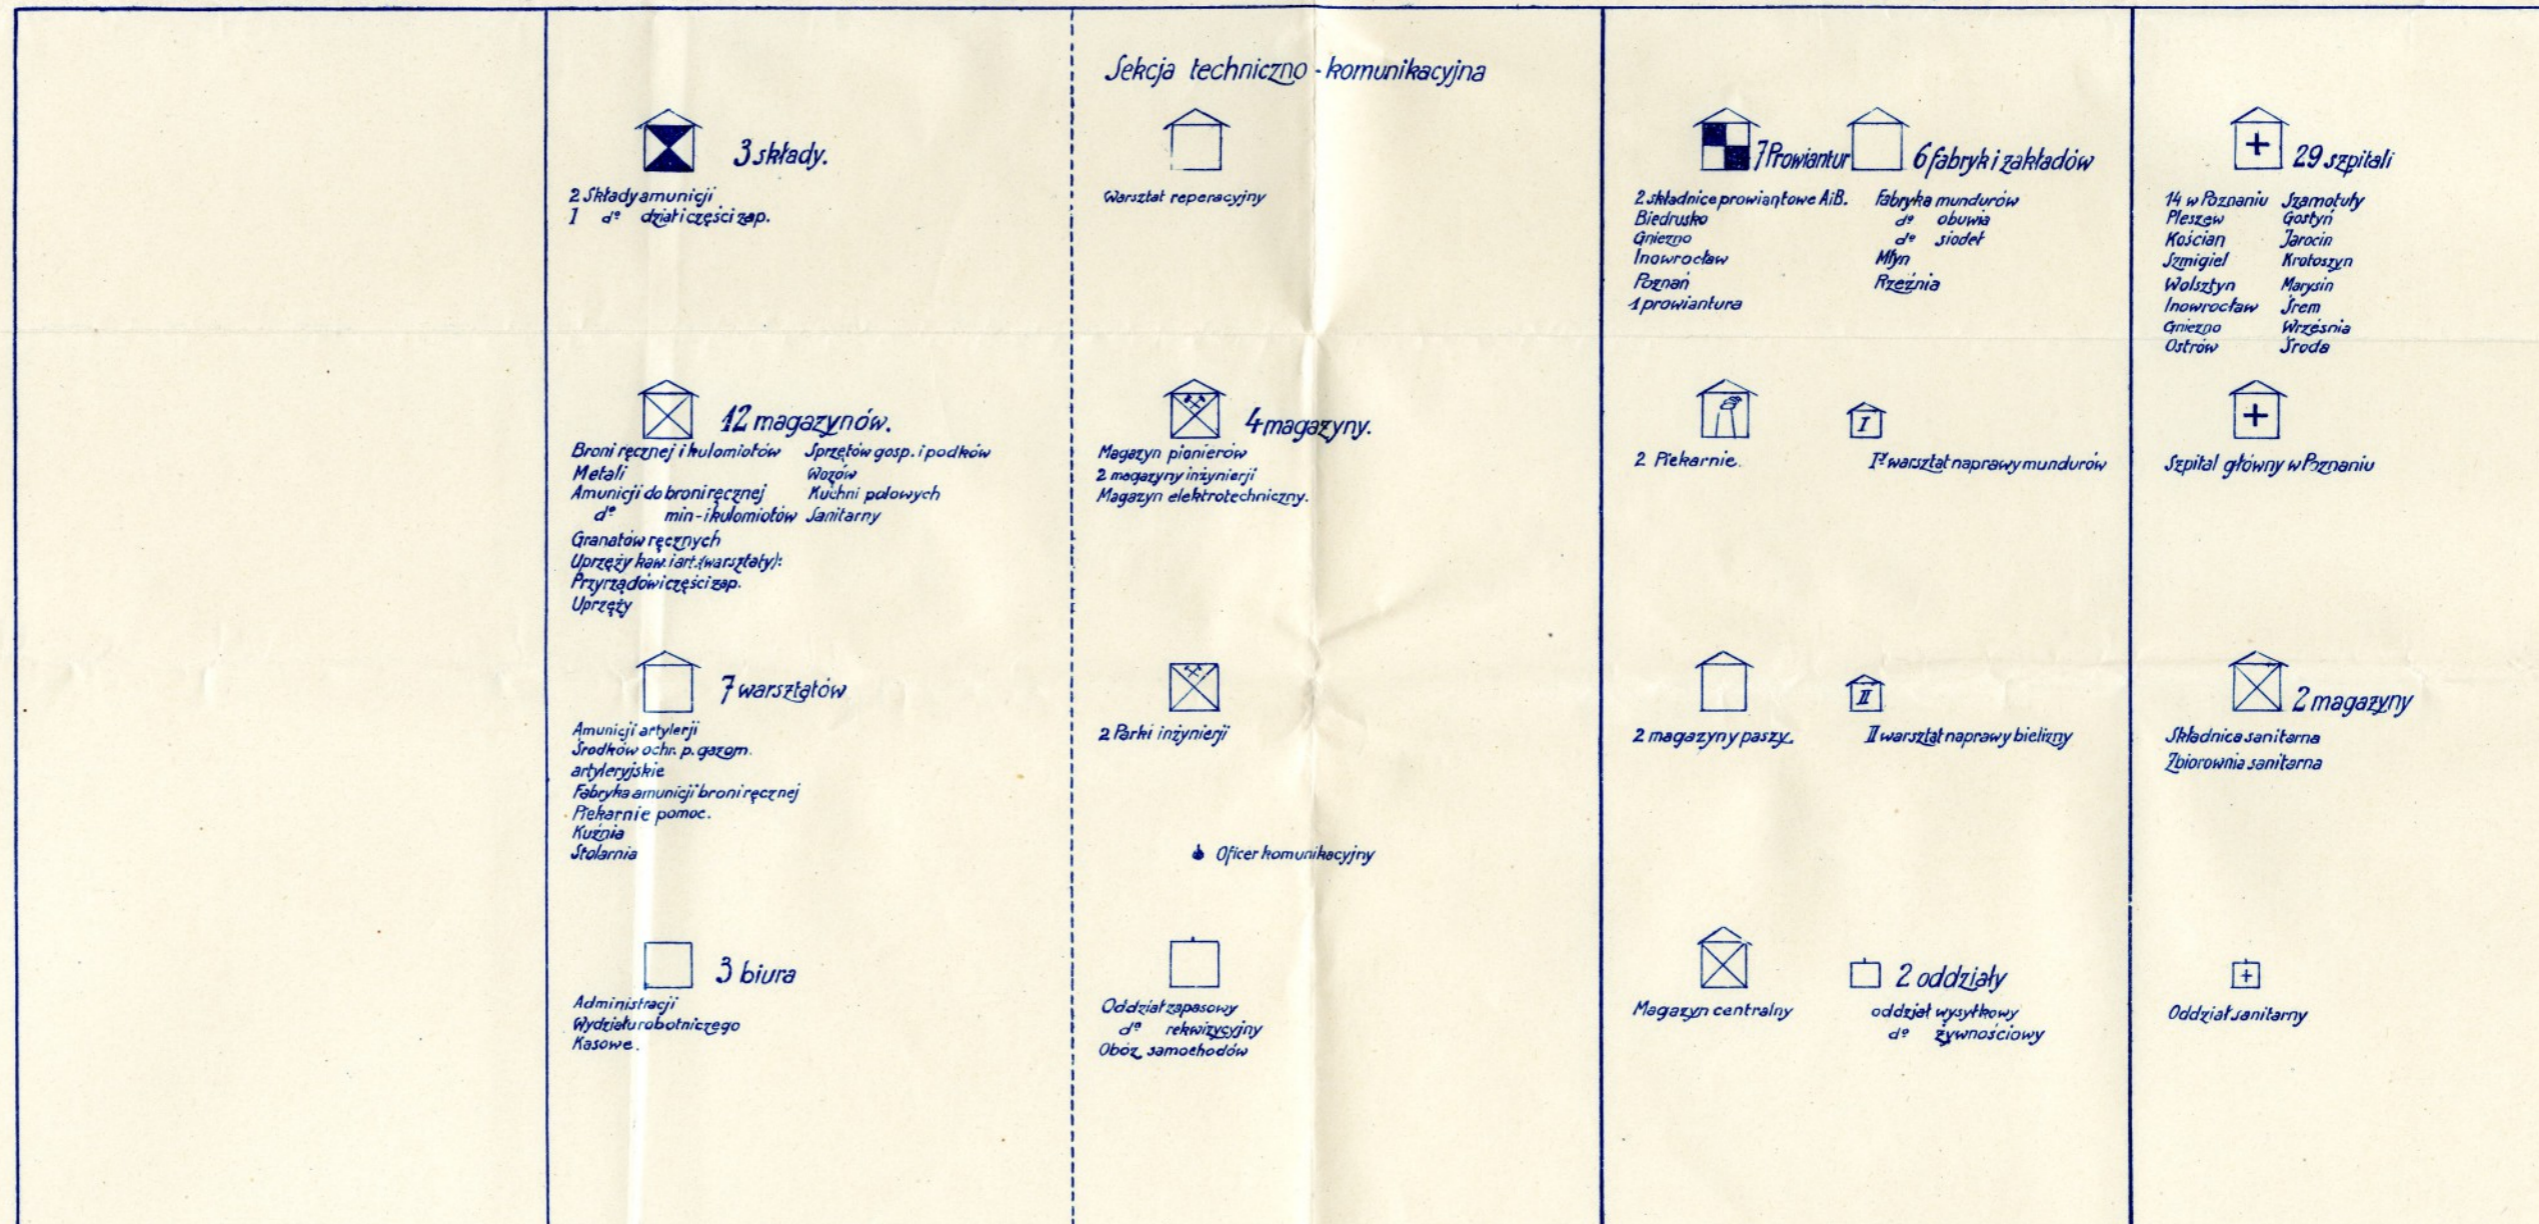 3 składy.
2 Składy amunicji
1 dº dział i części zap.
12 magazynów.
Broni ręcznej i kulomiotów
Metali
Amunicji do broni ręcznej
dº min- i kulomiotów
Granatów ręcznych
Uprzęży kaw. i art. (warsztaty):
Przyrządów i części zap.
Uprzęży
Sprzętów gosp. i podków
Wozów
Kuchni polowych
Sanitarny
7 warsztatów
Amunicji artylerji
Środków ochr. p. gazom.
artyleryjskie
Fabryka amunicji broni ręcznej
Piekarnie pomoc.
Kuźnia
Stolarnia
3 biura
Administracji
Wydziału robotniczego
Kasowe.
Sekcja techniczno-komunikacyjna
Warsztat reperacyjny
4 magazyny.
Magazyn pionierów
2 magazyny inżynierji
Magazyn elektrotechniczny.
2 Parki inżynierji
Oficer komunikacyjny
Oddział zapasowy
dº rekwizycyjny
Obóz samochodów
7 Prowiantur
2 składnice prowiantowe A i B.
Biedrusko
Gniezno
Inowrocław
Poznań
1 prowiantura
6 fabryk i zakładów
Fabryka mundurów
dº obuwia
dº siodeł
Młyn
Rzeźnia
2 Piekarnie.
I
Iy warsztat naprawy mundurów
2 magazyny paszy.
II
II warsztat naprawy bielizny
Magazyn centralny
2 oddziały
oddział wysyłkowy
dº żywnościowy
29 szpitali
14 w Poznaniu
Pleszew
Kościan
Szmigiel
Wolsztyn
Inowrocław
Gniezno
Ostrów
Szamotuły
Gostyń
Jarocin
Krotoszyn
Marysin
Śrem
Września
Środa
Szpital główny w Poznaniu
2 magazyny
Składnica sanitarna
Zbiorownia sanitarna
Oddział sanitarny